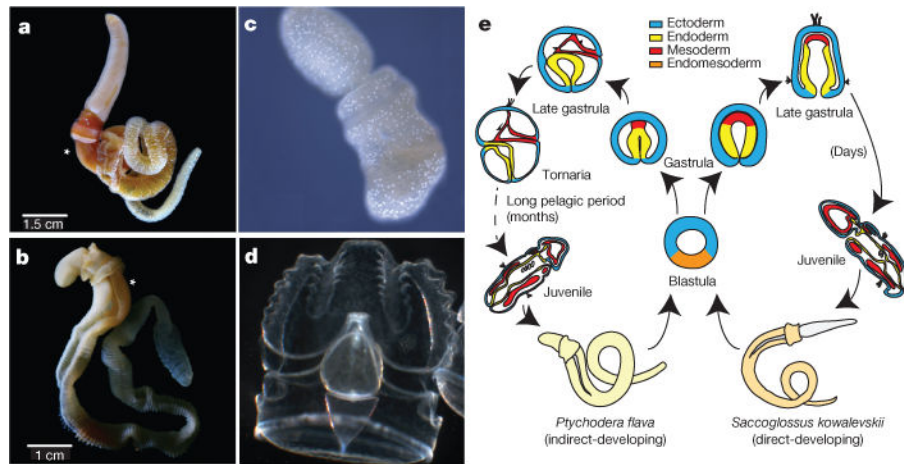 a
*
1.5 cm
b
*
1 cm
c
d
e
Ectoderm
Endoderm
Mesoderm
Endomesoderm
Late gastrula
Late gastrula
Gastrula
(Days)
Tornaria
Long pelagic period
(months)
Juvenile
Blastula
Juvenile
Ptychodera flava
(indirect-developing)
Saccoglossus kowalevskii
(direct-developing)